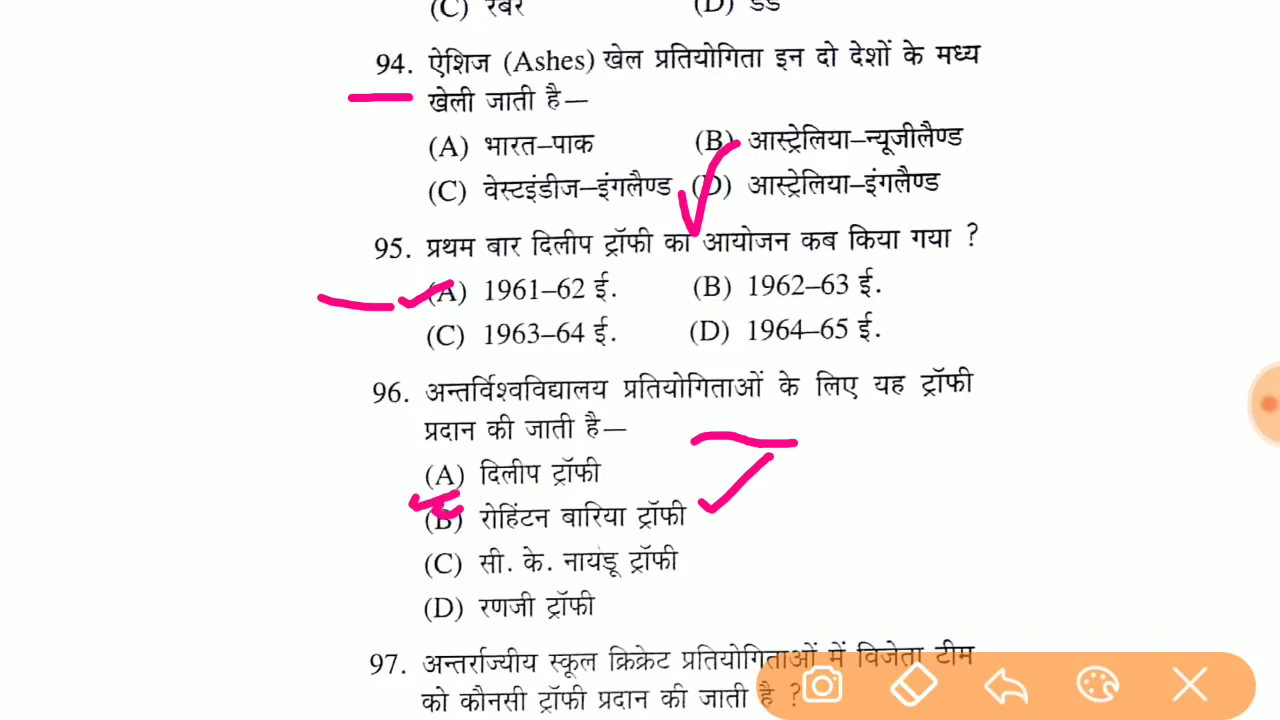 (C) रबर (D) डर्ड
94. ऐशिज (Ashes) खेल प्रतियोगिता इन दो देशों के मध्य
खेली जाती है—
(A) भारत–पाक (B) आस्ट्रेलिया–न्यूजीलैण्ड
(C) वेस्टइंडीज–इंगलैण्ड (D) आस्ट्रेलिया–इंगलैण्ड
95. प्रथम बार दिलीप ट्रॉफी का आयोजन कब किया गया ?
(A) 1961–62 ई. (B) 1962–63 ई.
(C) 1963–64 ई. (D) 1964–65 ई.
96. अन्तर्विश्वविद्यालय प्रतियोगिताओं के लिए यह ट्रॉफी
प्रदान की जाती है—
(A) दिलीप ट्रॉफी
(B) रोहिंटन बारिया ट्रॉफी
(C) सी. के. नायडू ट्रॉफी
(D) रणजी ट्रॉफी
97. अन्तर्राज्यीय स्कूल क्रिक्रेट प्रतियोगिताओं में विजेता टीम
को कौनसी ट्रॉफी प्रदान की जाती है ?